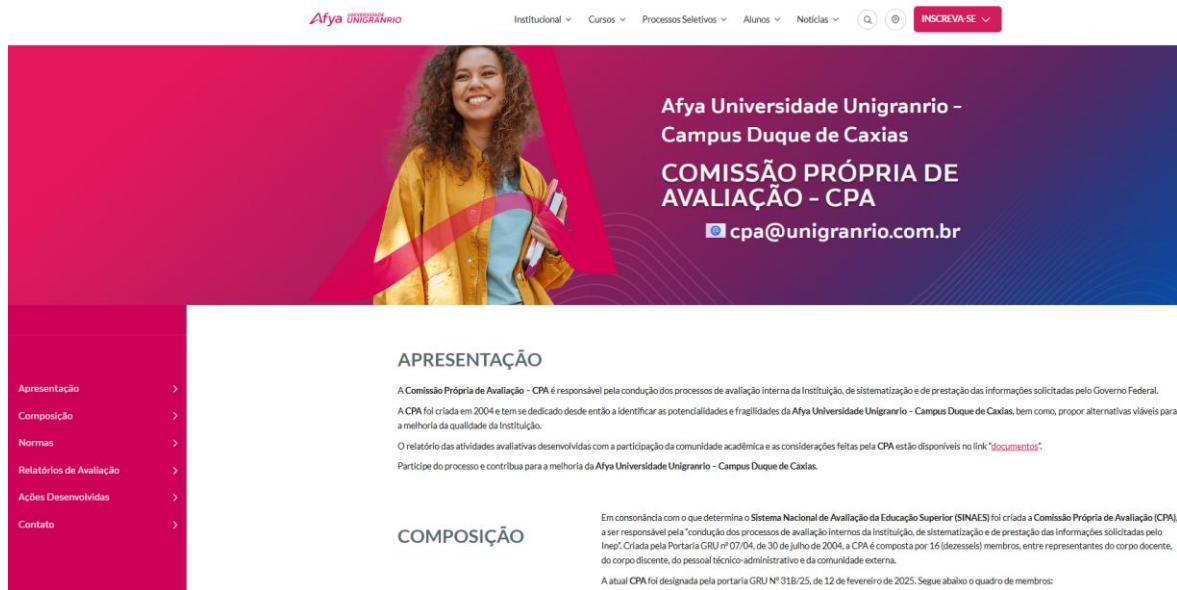 Afya UNIVERSIDADE UNIGRANRIO
Institucional Cursos Processos Seletivos Alunos Notícias INSCREVA-SE
Afya Universidade Unigranrio –
Campus Duque de Caxias
COMISSÃO PRÓPRIA DE
AVALIAÇÃO – CPA
cpa@unigranrio.com.br
Apresentação
Composição
Normas
Relatórios de Avaliação
Ações Desenvolvidas
Contato
APRESENTAÇÃO
A Comissão Própria de Avaliação – CPA é responsável pela condução dos processos de avaliação interna da Instituição, de sistematização e de prestação das informações solicitadas pelo Governo Federal.
A CPA foi criada em 2004 e tem se dedicado desde então a identificar as potencialidades e fragilidades da Afya Universidade Unigranrio – Campus Duque de Caxias, bem como, propor alternativas viáveis para
a melhoria da qualidade da Instituição.
O relatório das atividades avaliativas desenvolvidas com a participação da comunidade acadêmica e as considerações feitas pela CPA estão disponíveis no link "documentos".
Participe do processo e contribua para a melhoria da Afya Universidade Unigranrio – Campus Duque de Caxias.
COMPOSIÇÃO
Em consonância com o que determina o Sistema Nacional de Avaliação da Educação Superior (SINAES) foi criada a Comissão Própria de Avaliação (CPA),
a ser responsável pela "condução dos processos de avaliação internos da instituição, de sistematização e de prestação das informações solicitadas pelo
Inep". Criada pela Portaria GRU nº 07/04, de 30 de julho de 2004, a CPA é composta por 16 (dezesseis) membros, entre representantes do corpo docente,
do corpo discente, do pessoal técnico-administrativo e da comunidade externa.
A atual CPA foi designada pela portaria GRU Nº 31B/25, de 12 de fevereiro de 2025. Segue abaixo o quadro de membros: